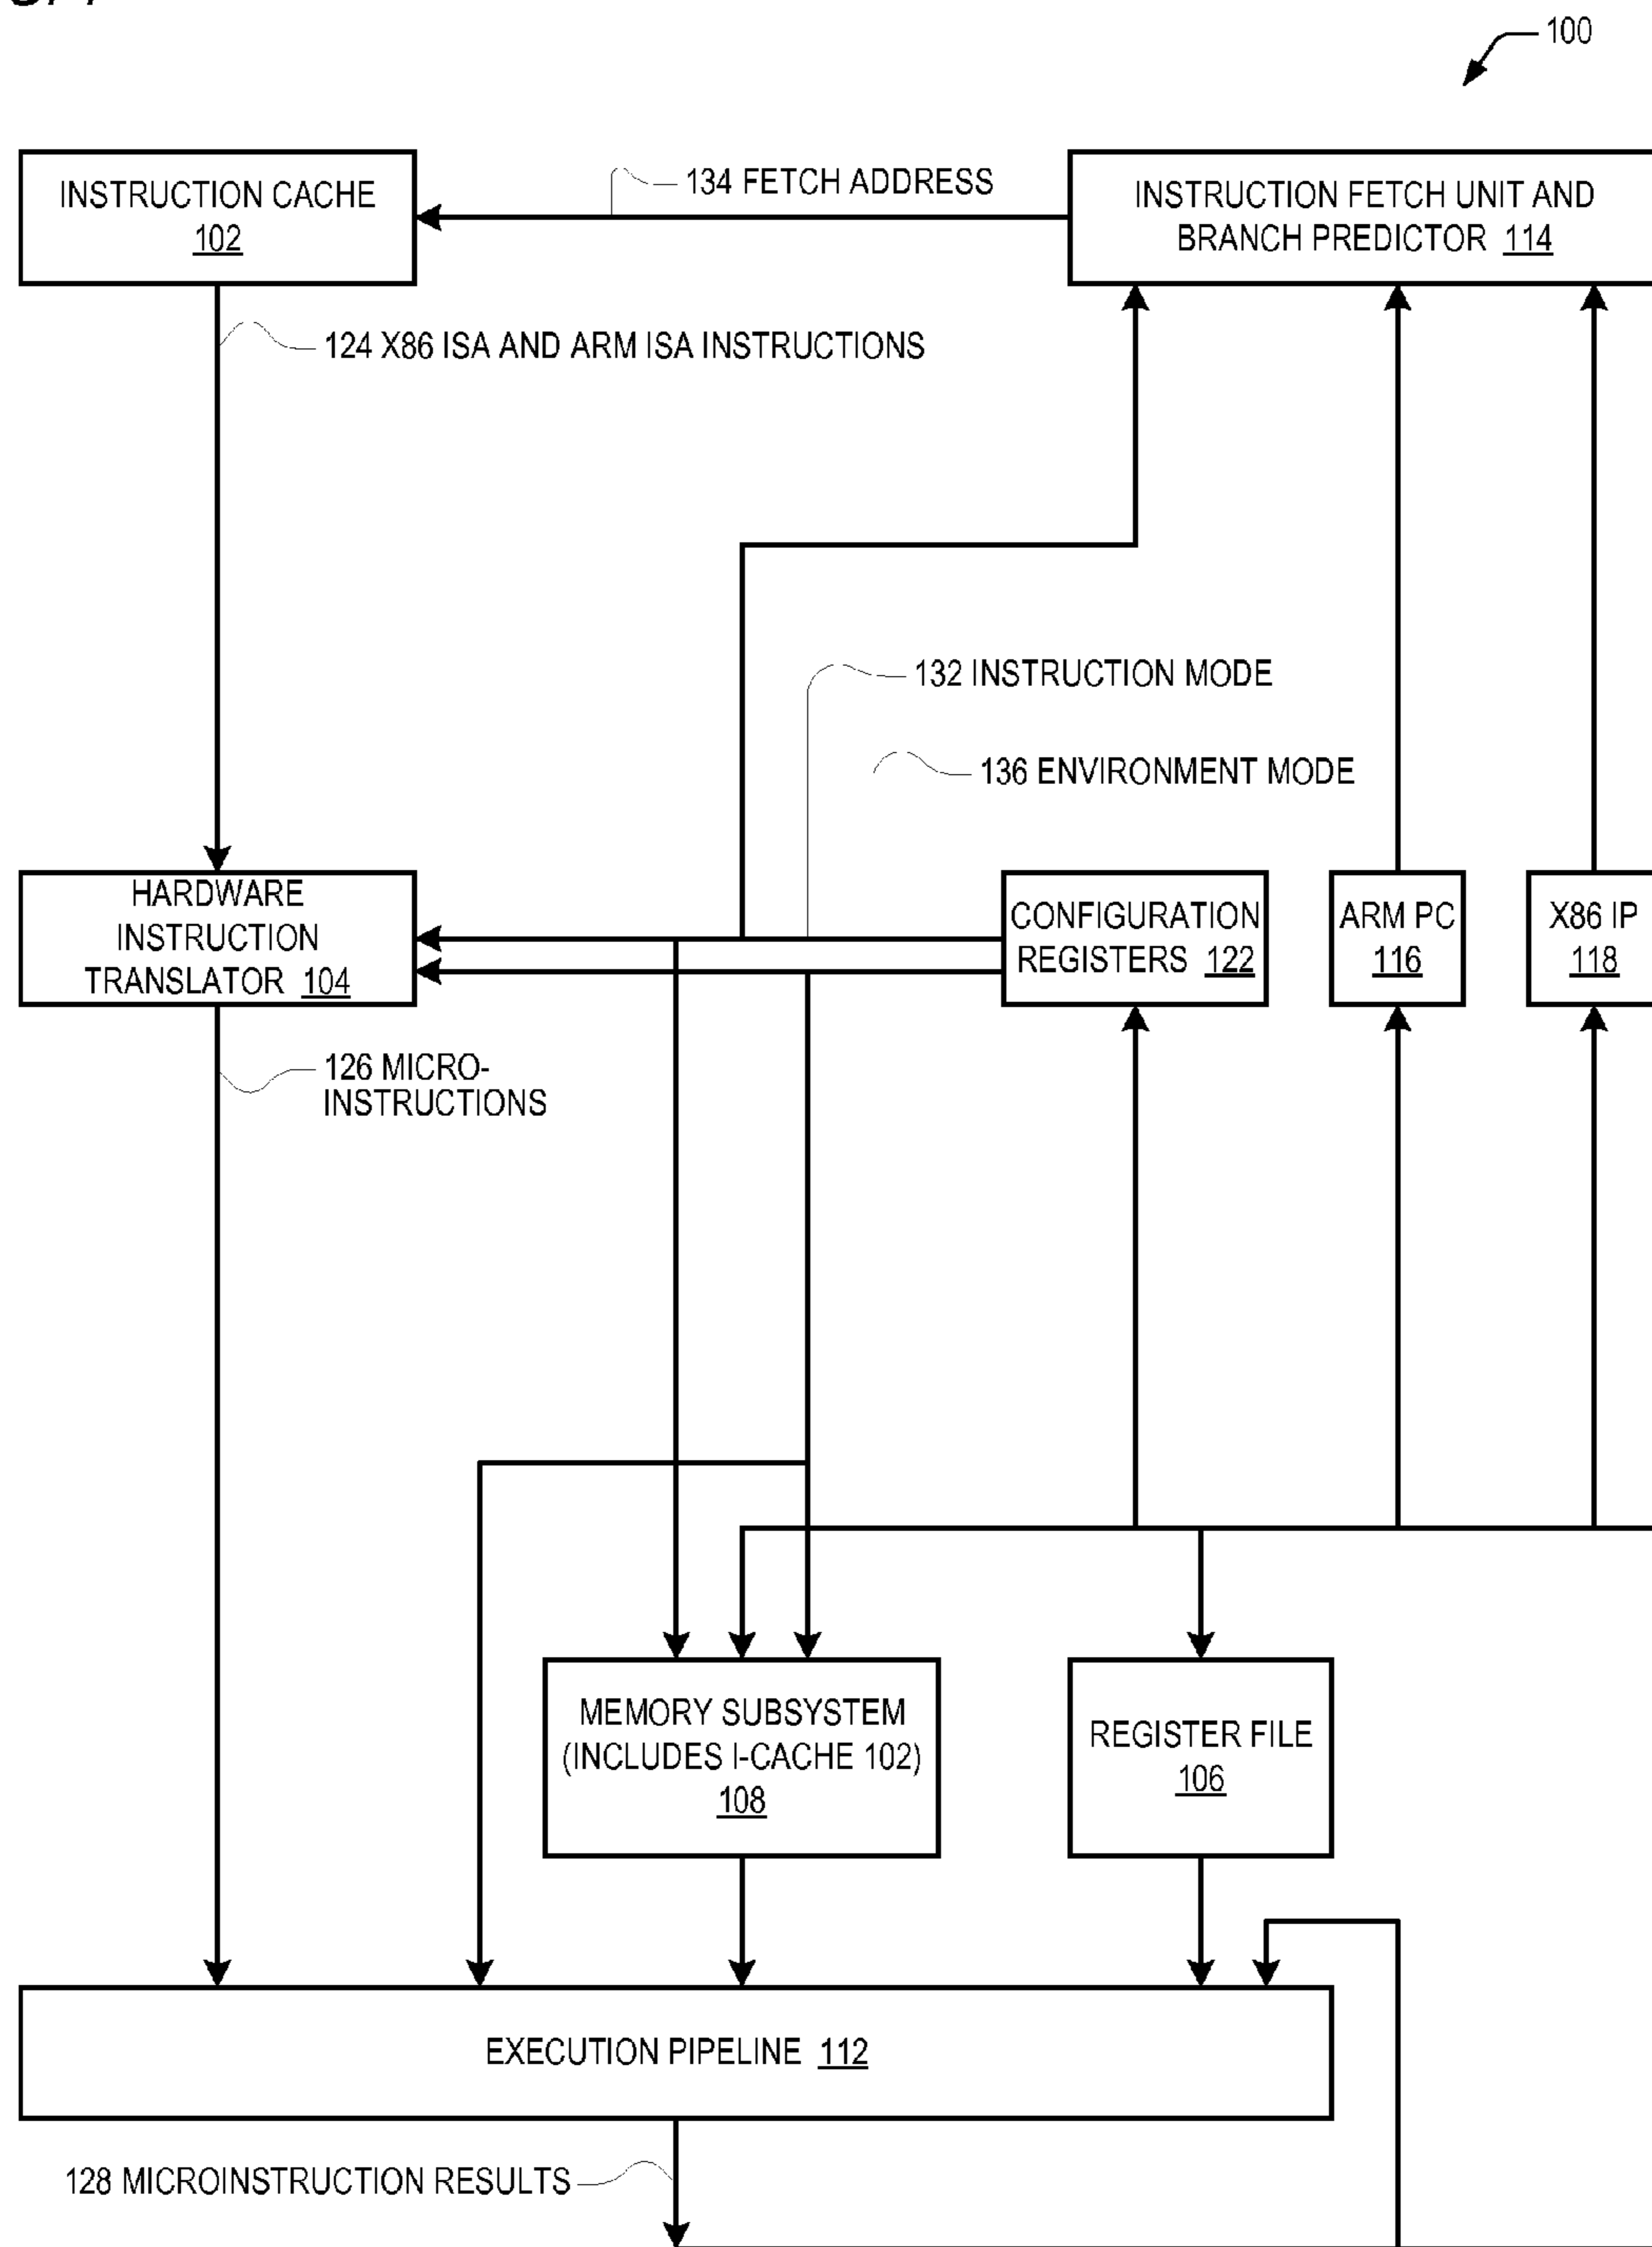 100
INSTRUCTION CACHE
102
134 FETCH ADDRESS
INSTRUCTION FETCH UNIT AND
BRANCH PREDICTOR 114
124 X86 ISA AND ARM ISA INSTRUCTIONS
132 INSTRUCTION MODE
136 ENVIRONMENT MODE
HARDWARE
INSTRUCTION
TRANSLATOR 104
CONFIGURATION
REGISTERS 122
ARM PC
116
X86 IP
118
126 MICRO-
INSTRUCTIONS
MEMORY SUBSYSTEM
(INCLUDES I-CACHE 102)
108
REGISTER FILE
106
EXECUTION PIPELINE 112
128 MICROINSTRUCTION RESULTS